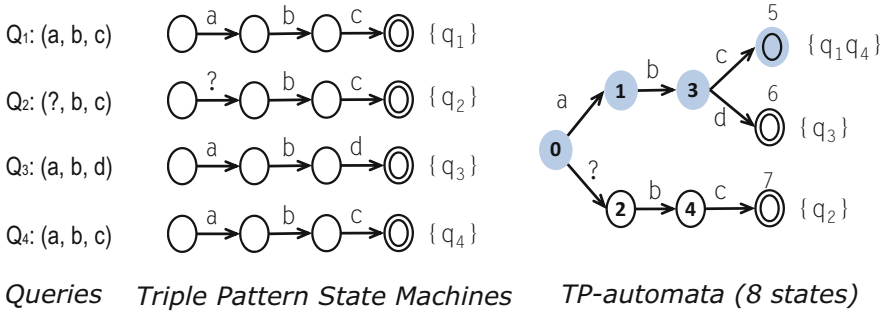 Q1: (a, b, c) a b c {q1}
Q2: (?, b, c) ? b c {q2}
Q3: (a, b, d) a b d {q3}
Q4: (a, b, c) a b c {q4}
0
a 1 b 3 c 5 {q1q4}
d 6 {q3}
? 2 b 4 c 7 {q2}
Queries Triple Pattern State Machines TP-automata (8 states)